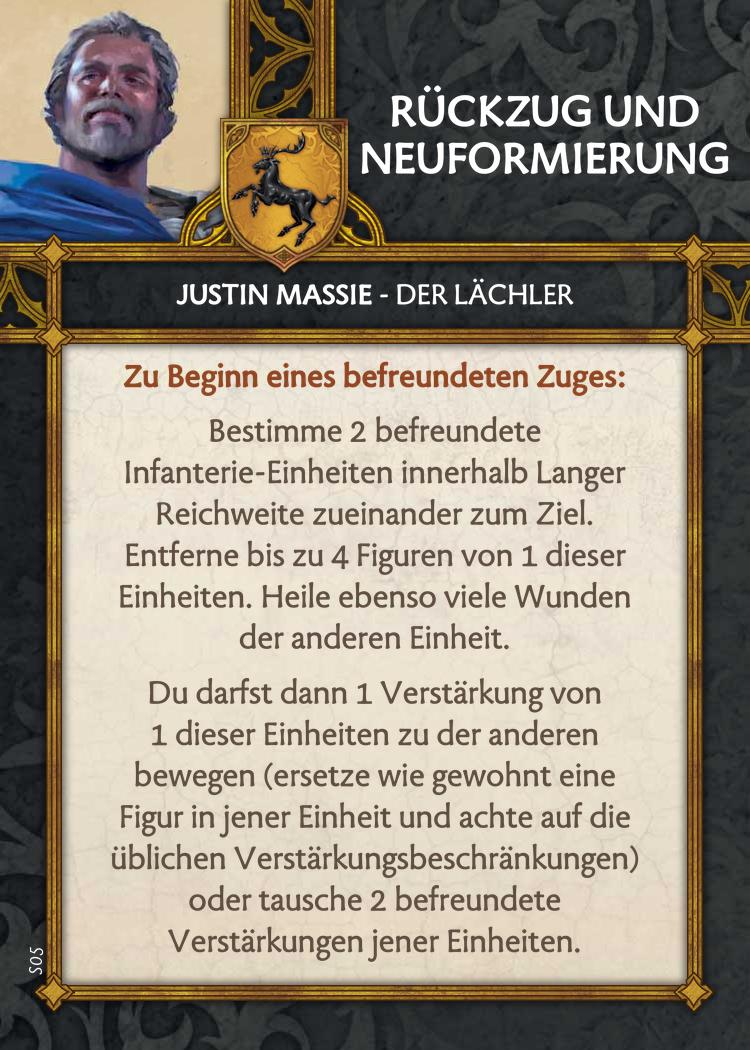 RÜCKZUG UND
NEUFORMIERUNG
JUSTIN MASSIE - DER LÄCHLER
Zu Beginn eines befreundeten Zuges:
Bestimme 2 befreundete
Infanterie-Einheiten innerhalb Langer
Reichweite zueinander zum Ziel.
Entferne bis zu 4 Figuren von 1 dieser
Einheiten. Heile ebenso viele Wunden
der anderen Einheit.
Du darfst dann 1 Verstärkung von
1 dieser Einheiten zu der anderen
bewegen (ersetze wie gewohnt eine
Figur in jener Einheit und achte auf die
üblichen Verstärkungsbeschränkungen)
oder tausche 2 befreundete
Verstärkungen jener Einheiten.
S05